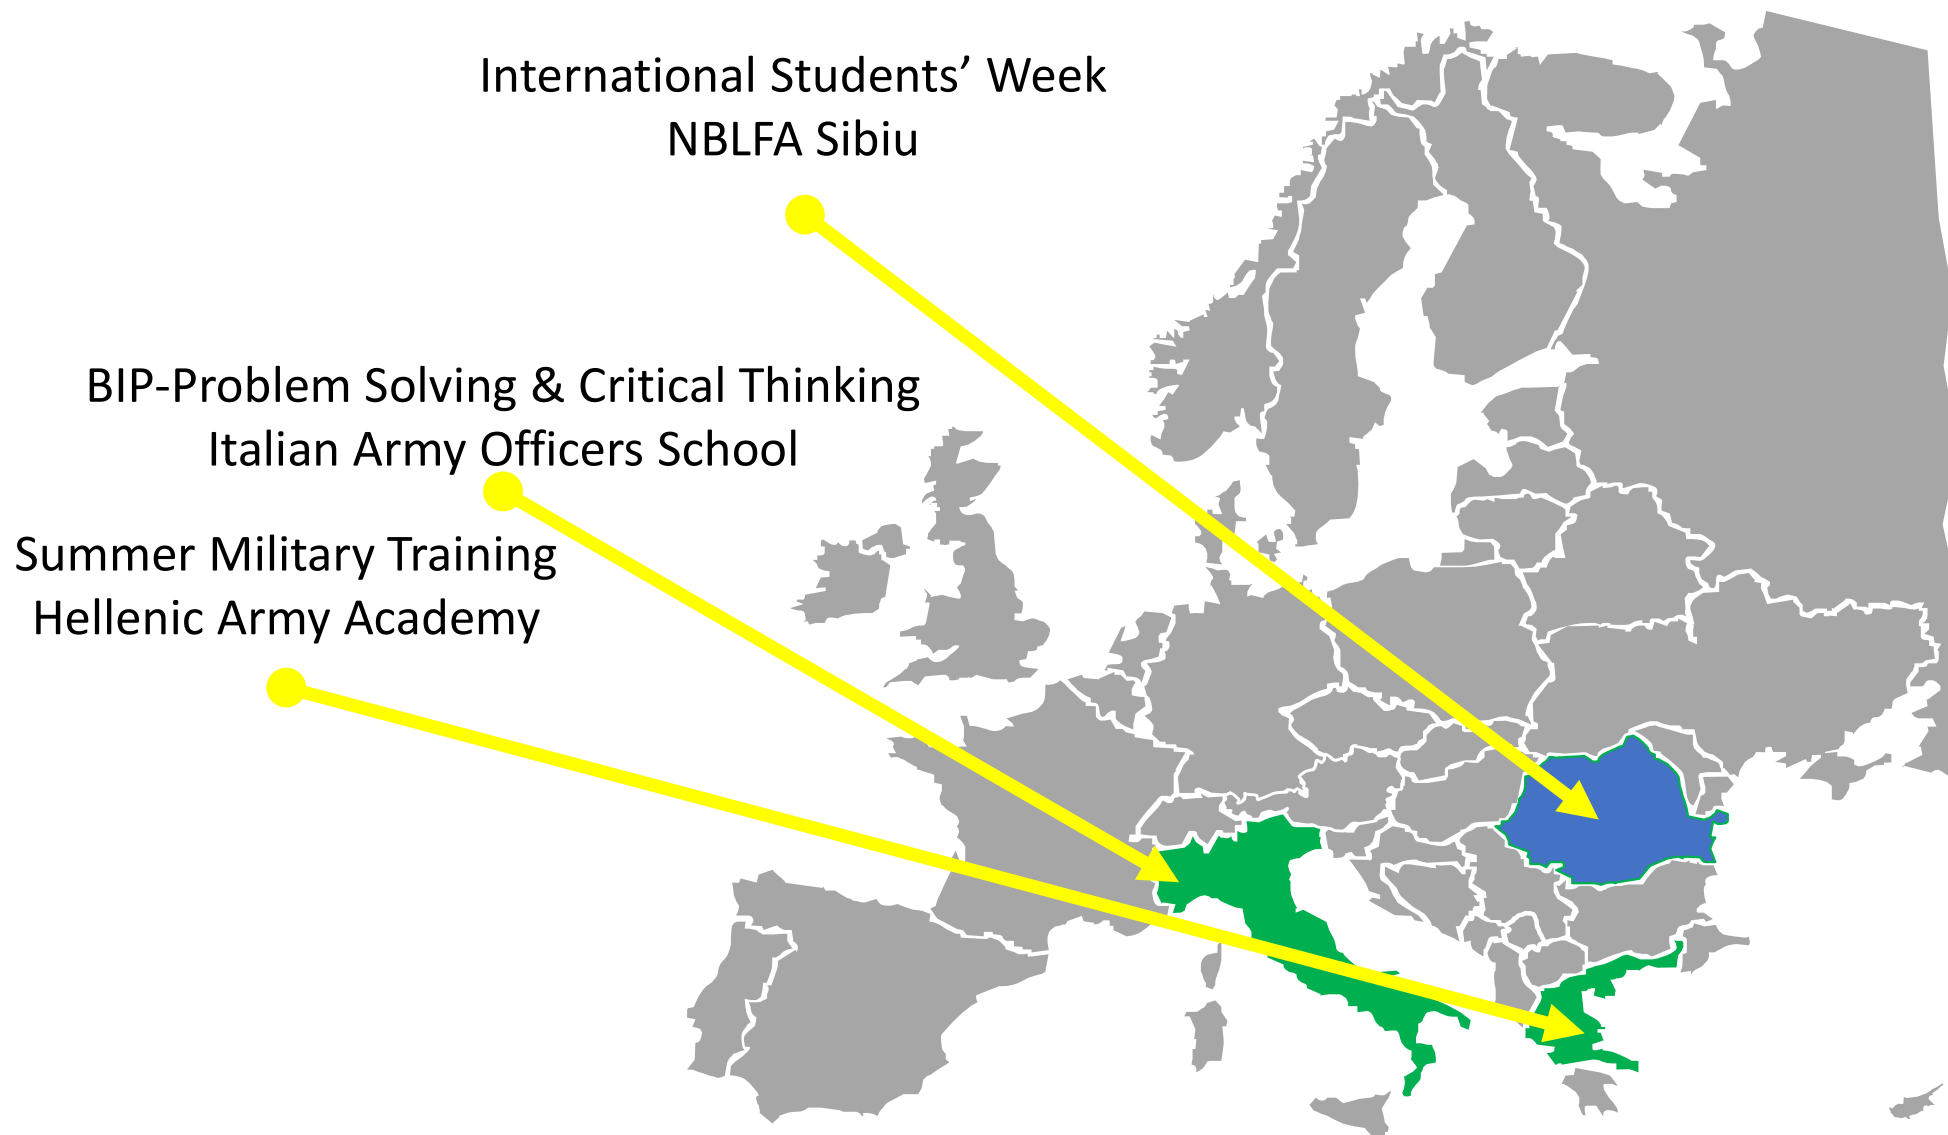 International Students’ Week
NBLFA Sibiu
BIP-Problem Solving & Critical Thinking
Italian Army Officers School
Summer Military Training
Hellenic Army Academy